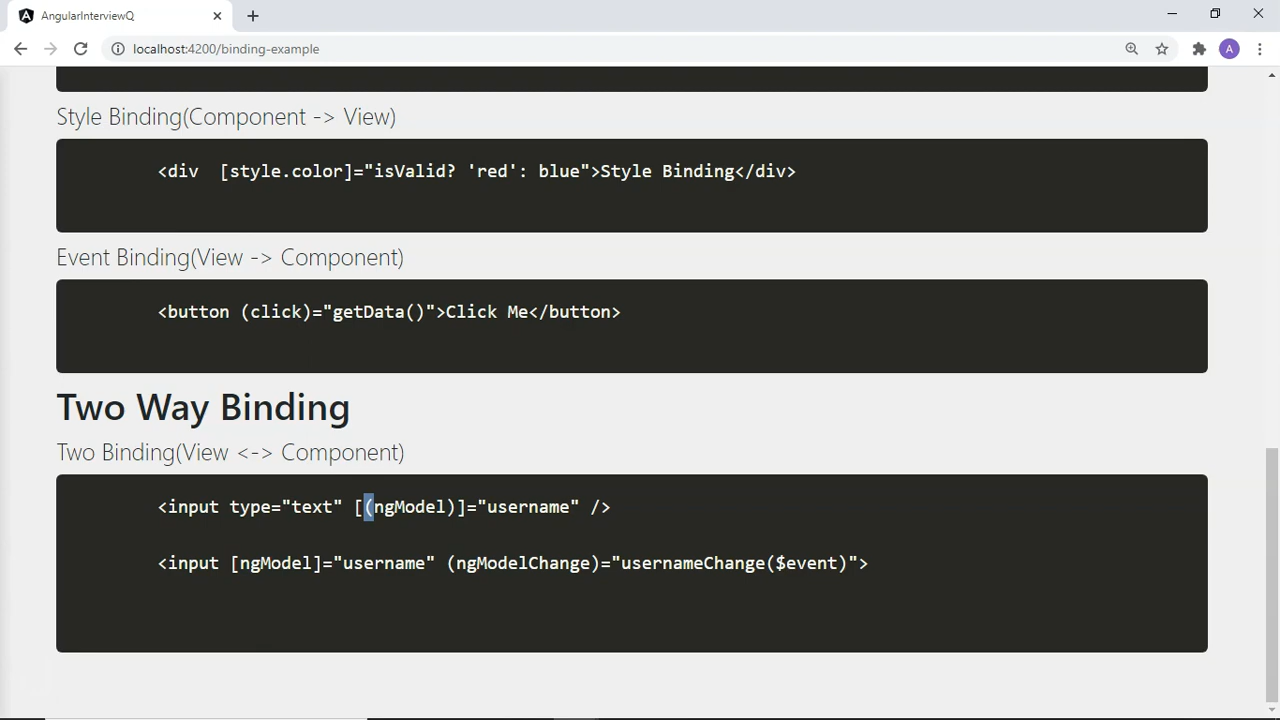 AngularInterviewQ
localhost:4200/binding-example
A
Style Binding(Component -> View)
<div  [style.color]="isValid? 'red': blue">Style Binding</div>
Event Binding(View -> Component)
<button (click)="getData()">Click Me</button>
Two Way Binding
Two Binding(View <-> Component)
<input type="text" [(ngModel)]="username" />
<input [ngModel]="username" (ngModelChange)="usernameChange($event)">